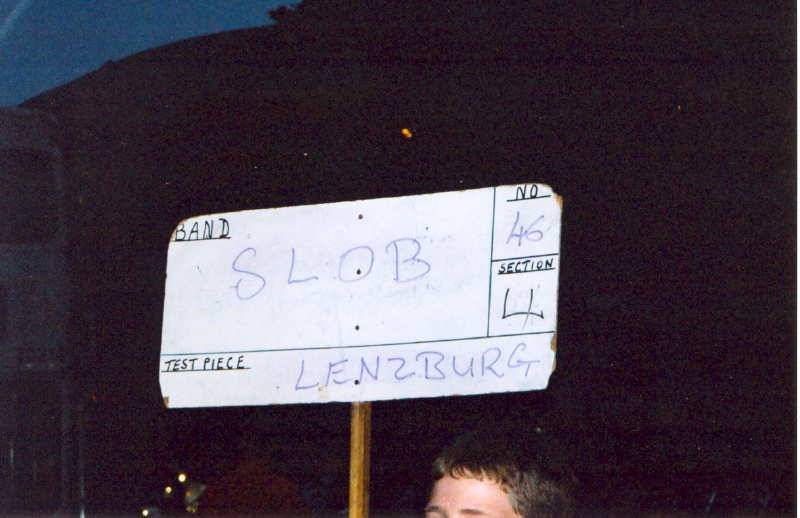 BAND
SLOB
NO
46
SECTION
4
TEST PIECE
LENZBURG